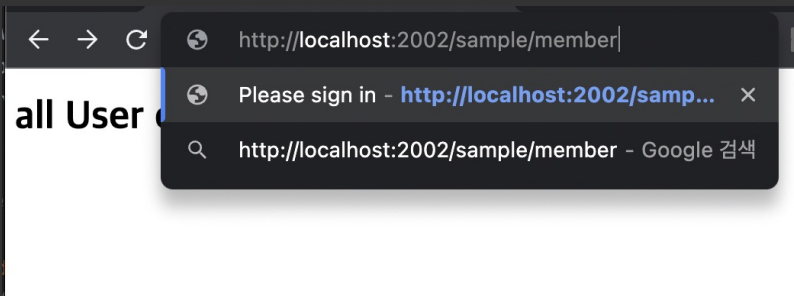 http://localhost:2002/sample/member
Please sign in - http://localhost:2002/samp...
all User
http://localhost:2002/sample/member - Google 검색